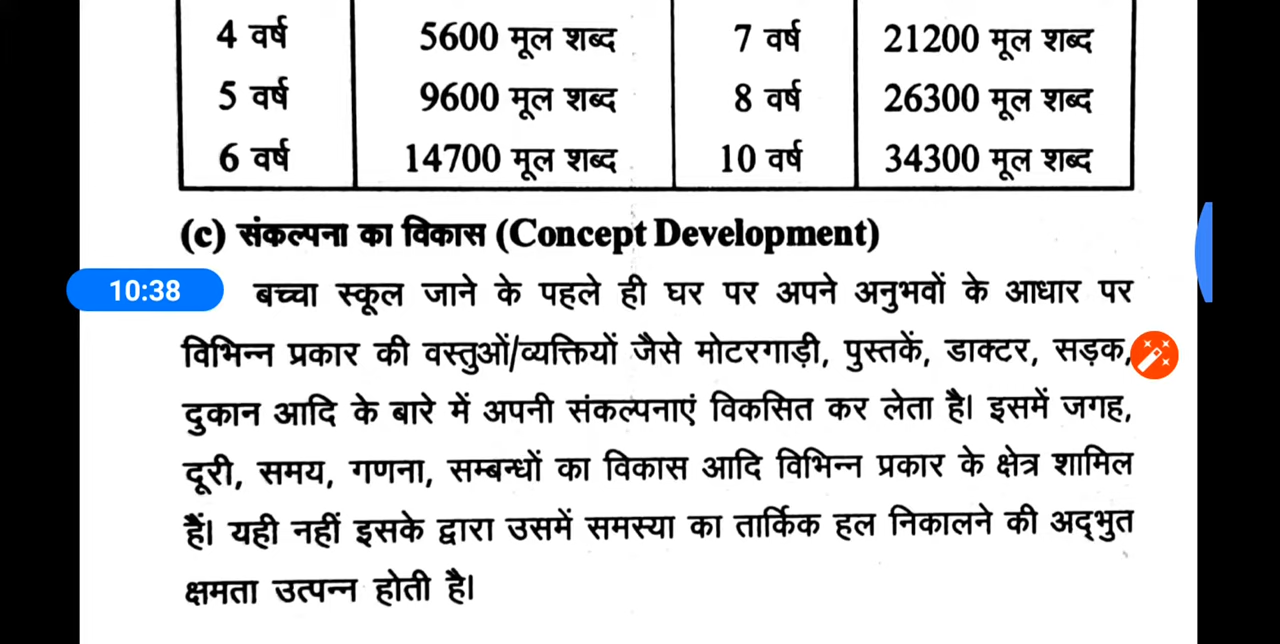 4 वर्ष 5600 मूल शब्द 7 वर्ष 21200 मूल शब्द
5 वर्ष 9600 मूल शब्द 8 वर्ष 26300 मूल शब्द
6 वर्ष 14700 मूल शब्द 10 वर्ष 34300 मूल शब्द
(c) संकल्पना का विकास (Concept Development)
10:38
बच्चा स्कूल जाने के पहले ही घर पर अपने अनुभवों के आधार पर
विभिन्न प्रकार की वस्तुओं/व्यक्तियों जैसे मोटरगाड़ी, पुस्तकें, डाक्टर, सड़क,
दुकान आदि के बारे में अपनी संकल्पनाएं विकसित कर लेता है। इसमें जगह,
दूरी, समय, गणना, सम्बन्धों का विकास आदि विभिन्न प्रकार के क्षेत्र शामिल
हैं। यही नहीं इसके द्वारा उसमें समस्या का तार्किक हल निकालने की अद्भुत
क्षमता उत्पन्न होती है।